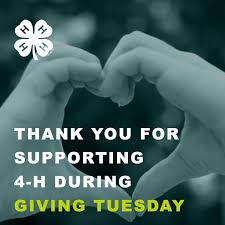 H H
H H
THANK YOU FOR
SUPPORTING
4-H DURING
GIVING TUESDAY